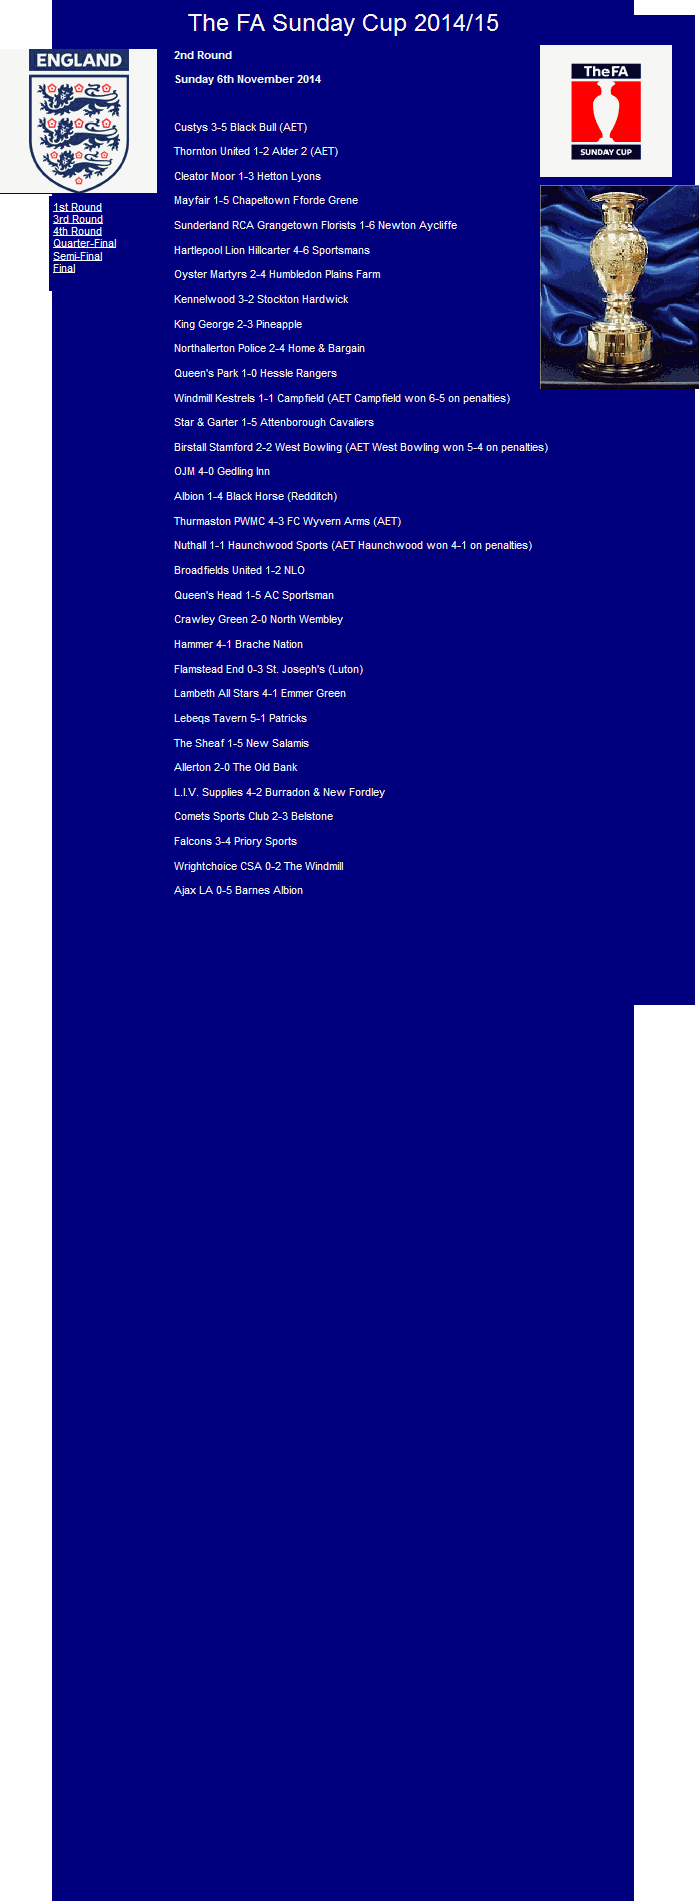 The FA Sunday Cup 2014/15
ENGLAND
2nd Round
Sunday 6th November 2014
TheFA
SUNDAY CUP
1st Round
3rd Round
4th Round
Quarter-Final
Semi-Final
Final
Custys 3-5 Black Bull (AET)
Thornton United 1-2 Alder 2 (AET)
Cleator Moor 1-3 Hetton Lyons
Mayfair 1-5 Chapeltown Fforde Grene
Sunderland RCA Grangetown Florists 1-6 Newton Aycliffe
Hartlepool Lion Hillcarter 4-6 Sportsmans
Oyster Martyrs 2-4 Humbledon Plains Farm
Kennelwood 3-2 Stockton Hardwick
King George 2-3 Pineapple
Northallerton Police 2-4 Home & Bargain
Queen's Park 1-0 Hessle Rangers
Windmill Kestrels 1-1 Campfield (AET Campfield won 6-5 on penalties)
Star & Garter 1-5 Attenborough Cavaliers
Birstall Stamford 2-2 West Bowling (AET West Bowling won 5-4 on penalties)
OJM 4-0 Gedling Inn
Albion 1-4 Black Horse (Redditch)
Thurmaston PWMC 4-3 FC Wyvern Arms (AET)
Nuthall 1-1 Haunchwood Sports (AET Haunchwood won 4-1 on penalties)
Broadfields United 1-2 NLO
Queen's Head 1-5 AC Sportsman
Crawley Green 2-0 North Wembley
Hammer 4-1 Brache Nation
Flamstead End 0-3 St. Joseph's (Luton)
Lambeth All Stars 4-1 Emmer Green
Lebeqs Tavern 5-1 Patricks
The Sheaf 1-5 New Salamis
Allerton 2-0 The Old Bank
L.I.V. Supplies 4-2 Burradon & New Fordley
Comets Sports Club 2-3 Belstone
Falcons 3-4 Priory Sports
Wrightchoice CSA 0-2 The Windmill
Ajax LA 0-5 Barnes Albion